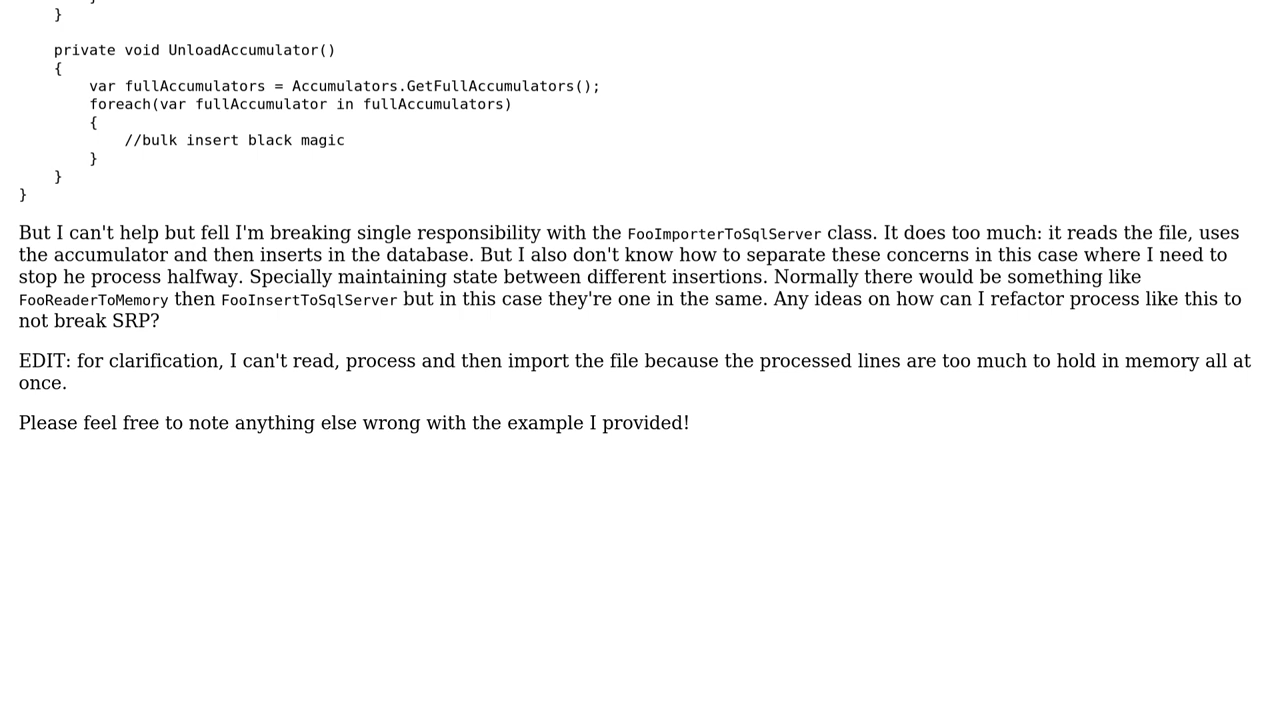 }
private void UnloadAccumulator()
{
var fullAccumulators = Accumulators.GetFullAccumulators();
foreach(var fullAccumulator in fullAccumulators)
{
//bulk insert black magic
}
}
}
But I can't help but fell I'm breaking single responsibility with the FooImporterToSqlServer class. It does too much: it reads the file, uses
the accumulator and then inserts in the database. But I also don't know how to separate these concerns in this case where I need to
stop he process halfway. Specially maintaining state between different insertions. Normally there would be something like
FooReaderToMemory then FooInsertToSqlServer but in this case they're one in the same. Any ideas on how can I refactor process like this to
not break SRP?
EDIT: for clarification, I can't read, process and then import the file because the processed lines are too much to hold in memory all at
once.
Please feel free to note anything else wrong with the example I provided!